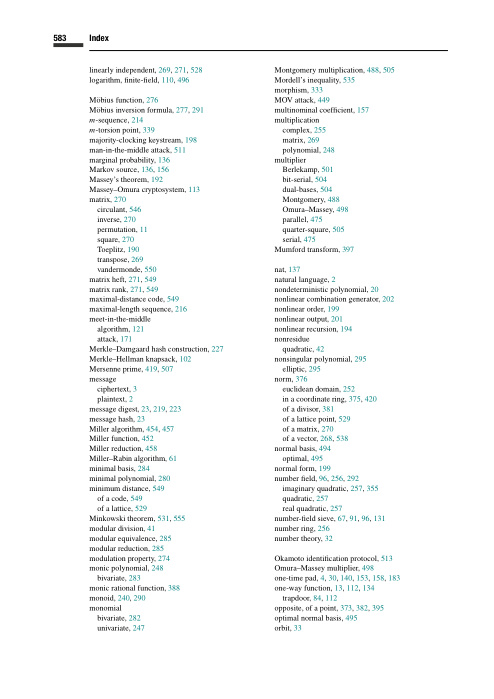 583 Index
linearly independent, 269, 271, 528
logarithm, finite-field, 110, 496
Möbius function, 276
Möbius inversion formula, 277, 291
m-sequence, 214
m-torsion point, 339
majority-clocking keystream, 198
man-in-the-middle attack, 511
marginal probability, 136
Markov source, 136, 156
Massey's theorem, 192
Massey–Omura cryptosystem, 113
matrix, 270
circulant, 546
inverse, 270
permutation, 11
square, 270
Toeplitz, 190
transpose, 269
vandermonde, 550
matrix heft, 271, 549
matrix rank, 271, 549
maximal-distance code, 549
maximal-length sequence, 216
meet-in-the-middle
algorithm, 121
attack, 171
Merkle–Damgaard hash construction, 227
Merkle–Hellman knapsack, 102
Mersenne prime, 419, 507
message
ciphertext, 3
plaintext, 2
message digest, 23, 219, 223
message hash, 23
Miller algorithm, 454, 457
Miller function, 452
Miller reduction, 458
Miller–Rabin algorithm, 61
minimal basis, 284
minimal polynomial, 280
minimum distance, 549
of a code, 549
of a lattice, 529
Minkowski theorem, 531, 555
modular division, 41
modular equivalence, 285
modular reduction, 285
modulation property, 274
monic polynomial, 248
bivariate, 283
monic rational function, 388
monoid, 240, 290
monomial
bivariate, 282
univariate, 247
Montgomery multiplication, 488, 505
Mordell's inequality, 535
morphism, 333
MOV attack, 449
multinominal coefficient, 157
multiplication
complex, 255
matrix, 269
polynomial, 248
multiplier
Berlekamp, 501
bit-serial, 504
dual-bases, 504
Montgomery, 488
Omura–Massey, 498
parallel, 475
quarter-square, 505
serial, 475
Mumford transform, 397
nat, 137
natural language, 2
nondeterministic polynomial, 20
nonlinear combination generator, 202
nonlinear order, 199
nonlinear output, 201
nonlinear recursion, 194
nonresidue
quadratic, 42
nonsingular polynomial, 295
elliptic, 295
norm, 376
euclidean domain, 252
in a coordinate ring, 375, 420
of a divisor, 381
of a lattice point, 529
of a matrix, 270
of a vector, 268, 538
normal basis, 494
optimal, 495
normal form, 199
number field, 96, 256, 292
imaginary quadratic, 257, 355
quadratic, 257
real quadratic, 257
number-field sieve, 67, 91, 96, 131
number ring, 256
number theory, 32
Okamoto identification protocol, 513
Omura–Massey multiplier, 498
one-time pad, 4, 30, 140, 153, 158, 183
one-way function, 13, 112, 134
trapdoor, 84, 112
opposite, of a point, 373, 382, 395
optimal normal basis, 495
orbit, 33